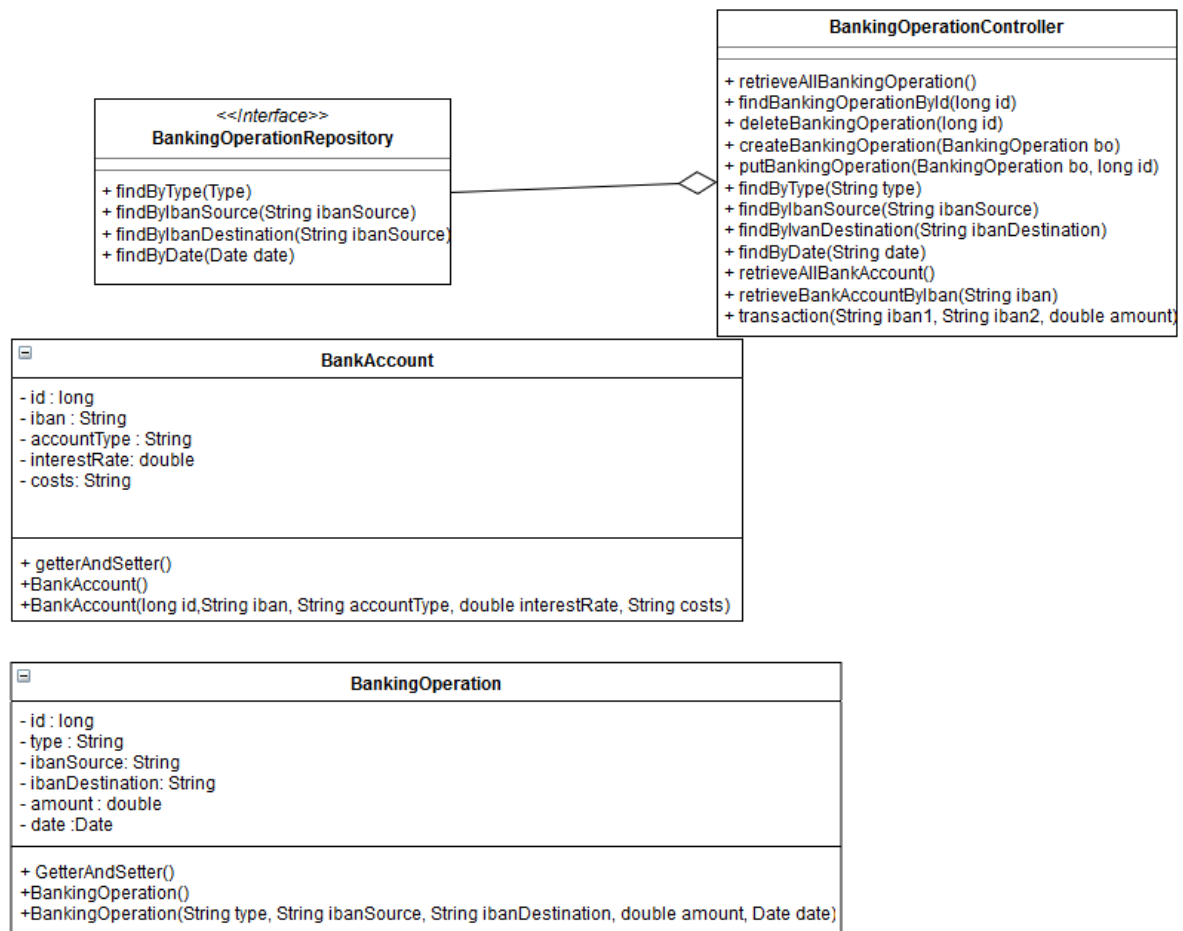 BankingOperationController
+ retrieveAllBankingOperation()
+ findBankingOperationById(long id)
+ deleteBankingOperation(long id)
+ createBankingOperation(BankingOperation bo)
+ putBankingOperation(BankingOperation bo, long id)
+ findByType(String type)
+ findByIbanSource(String ibanSource)
+ findByIvanDestination(String ibanDestination)
+ findByDate(String date)
+ retrieveAllBankAccount()
+ retrieveBankAccountByIban(String iban)
+ transaction(String iban1, String iban2, double amount)
<<Interface>>
BankingOperationRepository
+ findByType(Type)
+ findByIbanSource(String ibanSource)
+ findByIbanDestination(String ibanSource)
+ findByDate(Date date)
BankAccount
- id : long
- iban : String
- accountType : String
- interestRate: double
- costs: String
+ getterAndSetter()
+BankAccount()
+BankAccount(long id,String iban, String accountType, double interestRate, String costs)
BankingOperation
- id : long
- type : String
- ibanSource: String
- ibanDestination: String
- amount : double
- date :Date
+ GetterAndSetter()
+BankingOperation()
+BankingOperation(String type, String ibanSource, String ibanDestination, double amount, Date date)